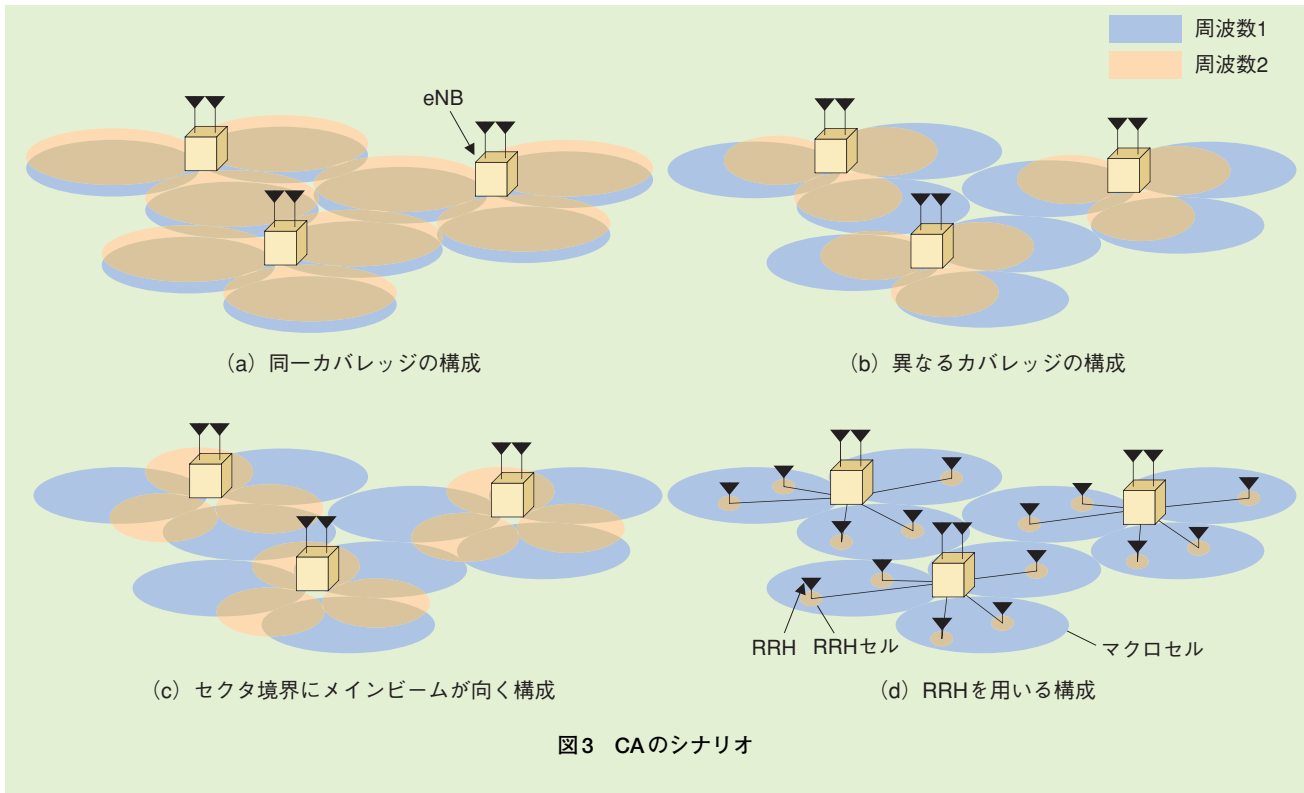 周波数1
周波数2
eNB
（a）同一カバレッジの構成
（b）異なるカバレッジの構成
（c）セクタ境界にメインビームが向く構成
RRH
RRHセル
マクロセル
（d）RRHを用いる構成
図3　CAのシナリオ